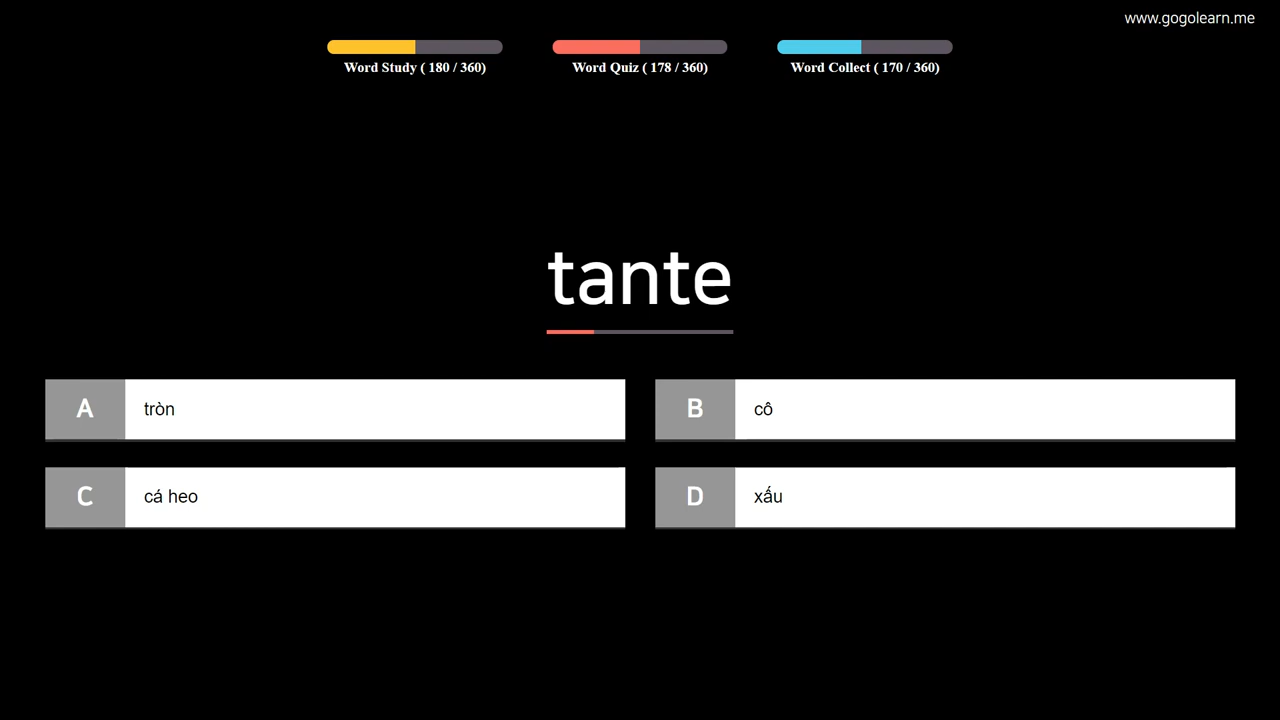 www.gogolearn.me
Word Study ( 180 / 360)
Word Quiz ( 178 / 360)
Word Collect ( 170 / 360)
tante
A tròn
B cô
C cá heo
D xấu